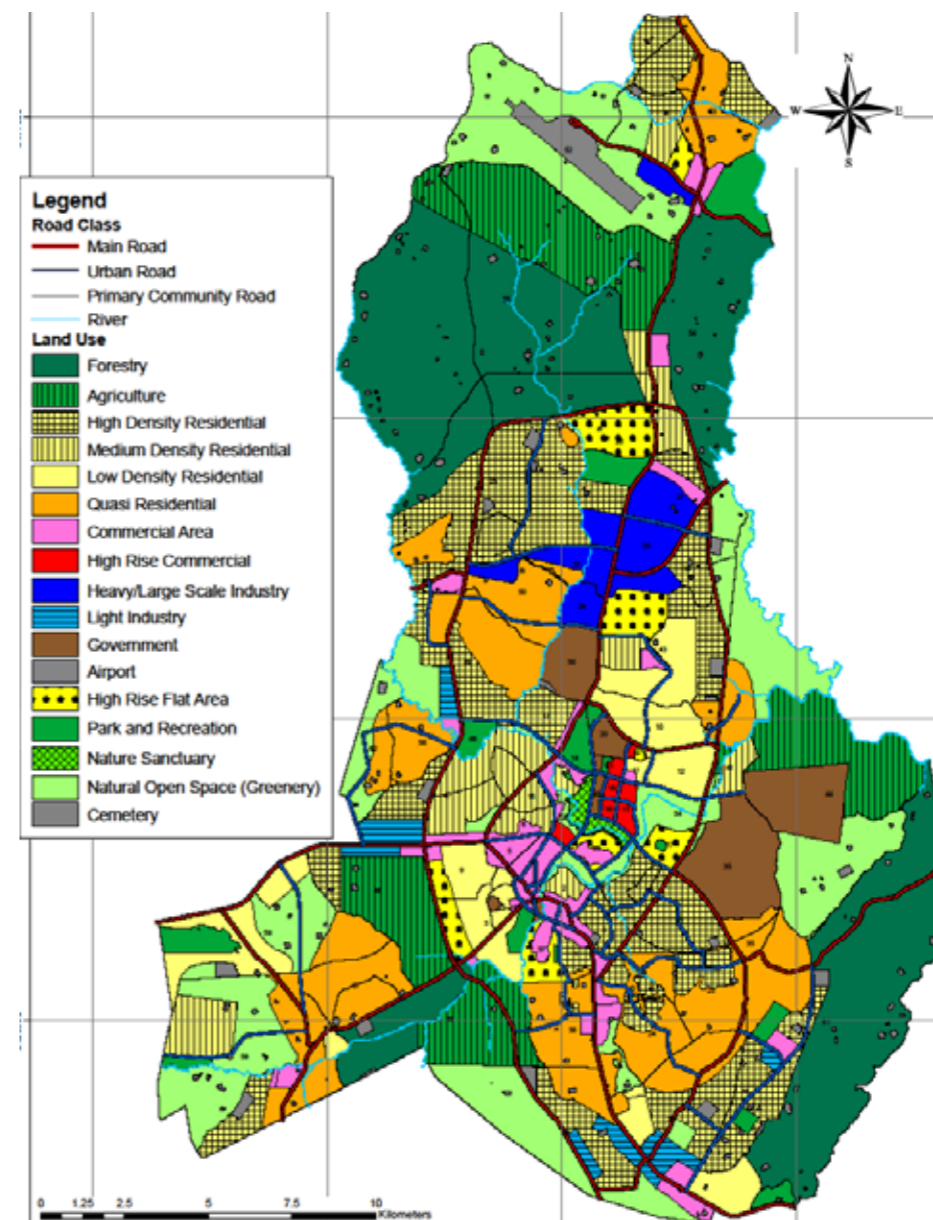 N
W
E
S
Legend
Road Class
Main Road
Urban Road
Primary Community Road
River
Land Use
Forestry
Agriculture
High Density Residential
Medium Density Residential
Low Density Residential
Quasi Residential
Commercial Area
High Rise Commercial
Heavy/Large Scale Industry
Light Industry
Government
Airport
High Rise Flat Area
Park and Recreation
Nature Sanctuary
Natural Open Space (Greenery)
Cemetery
0 1.25 2.5 5 7.5 10
Kilometers